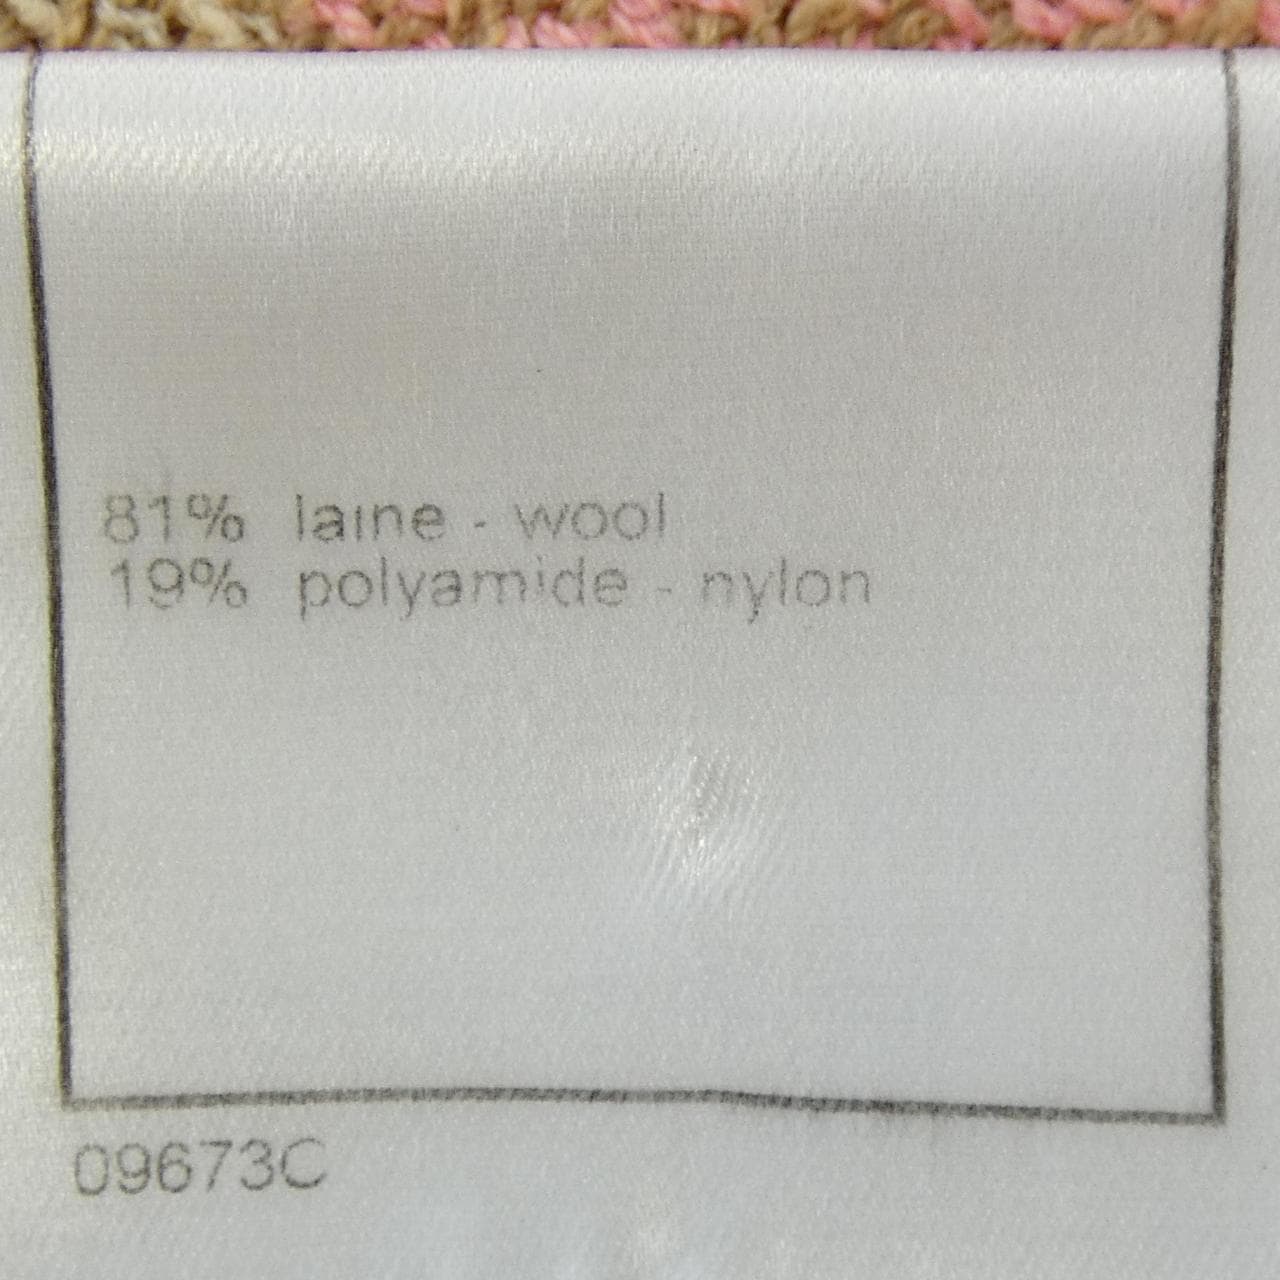 81% laine - wool
19% polyamide - nylon
09673C